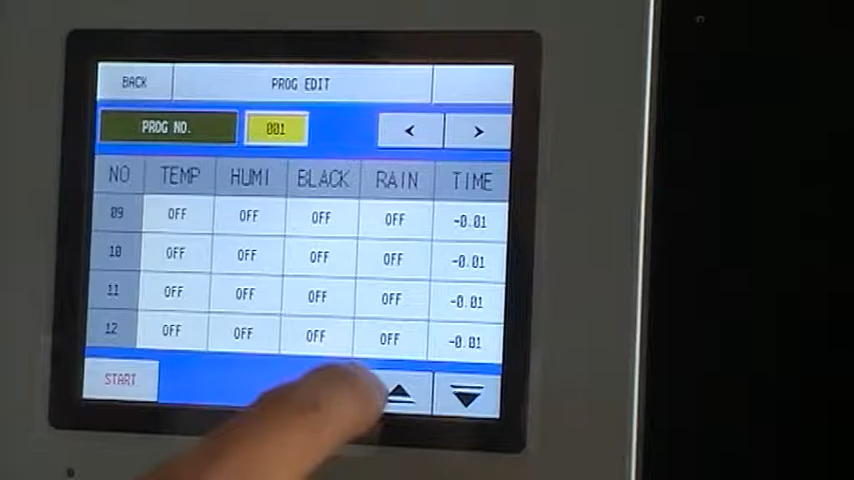 BACK PROG EDIT
PROG NO. 001 < >
NO TEMP HUMI BLACK RAIN TIME
09 OFF OFF OFF OFF -0.01
10 OFF OFF OFF OFF -0.01
11 OFF OFF OFF OFF -0.01
12 OFF OFF OFF OFF -0.01
START